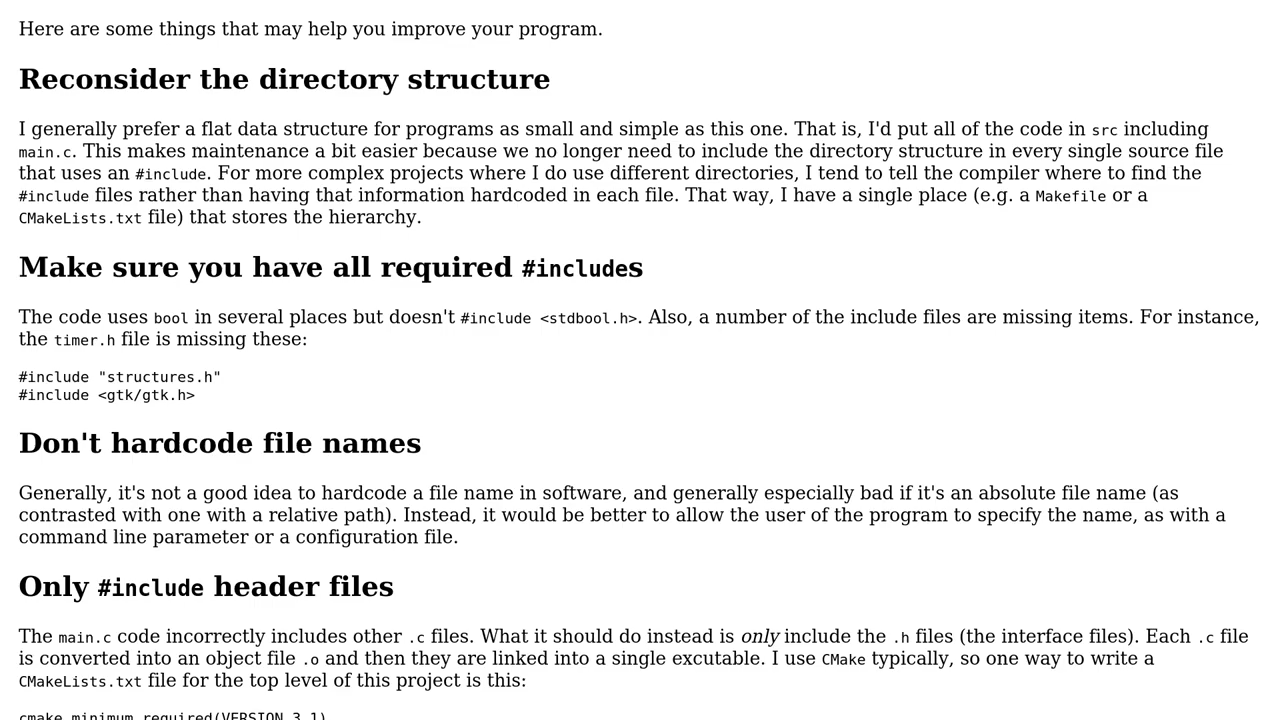 Here are some things that may help you improve your program.
Reconsider the directory structure
I generally prefer a flat data structure for programs as small and simple as this one. That is, I'd put all of the code in src including
main.c. This makes maintenance a bit easier because we no longer need to include the directory structure in every single source file
that uses an #include. For more complex projects where I do use different directories, I tend to tell the compiler where to find the
#include files rather than having that information hardcoded in each file. That way, I have a single place (e.g. a Makefile or a
CMakeLists.txt file) that stores the hierarchy.
Make sure you have all required #includes
The code uses bool in several places but doesn't #include <stdbool.h>. Also, a number of the include files are missing items. For instance,
the timer.h file is missing these:
#include "structures.h"
#include <gtk/gtk.h>
Don't hardcode file names
Generally, it's not a good idea to hardcode a file name in software, and generally especially bad if it's an absolute file name (as
contrasted with one with a relative path). Instead, it would be better to allow the user of the program to specify the name, as with a
command line parameter or a configuration file.
Only #include header files
The main.c code incorrectly includes other .c files. What it should do instead is only include the .h files (the interface files). Each .c file
is converted into an object file .o and then they are linked into a single excutable. I use CMake typically, so one way to write a
CMakeLists.txt file for the top level of this project is this:
cmake_minimum_required(VERSION 3.1)